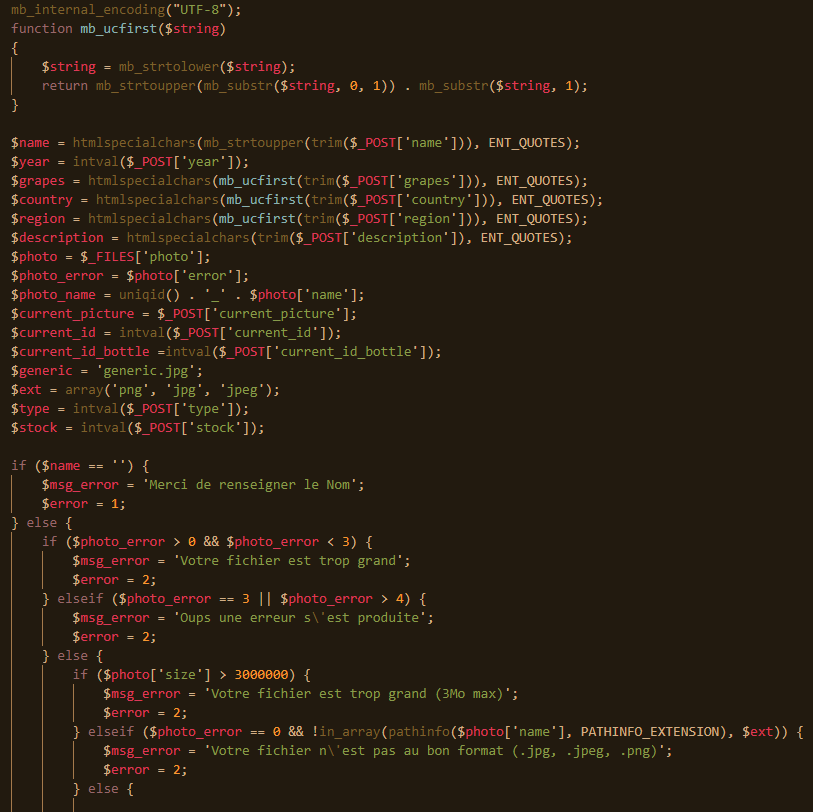 mb_internal_encoding("UTF-8");
function mb_ucfirst($string)
{
    $string = mb_strtolower($string);
    return mb_strtoupper(mb_substr($string, 0, 1)) . mb_substr($string, 1);
}

$name = htmlspecialchars(mb_strtoupper(trim($_POST['name'])), ENT_QUOTES);
$year = intval($_POST['year']);
$grapes = htmlspecialchars(mb_ucfirst(trim($_POST['grapes'])), ENT_QUOTES);
$country = htmlspecialchars(mb_ucfirst(trim($_POST['country'])), ENT_QUOTES);
$region = htmlspecialchars(mb_ucfirst(trim($_POST['region'])), ENT_QUOTES);
$description = htmlspecialchars(trim($_POST['description']), ENT_QUOTES);
$photo = $_FILES['photo'];
$photo_error = $photo['error'];
$photo_name = uniqid() . '_' . $photo['name'];
$current_picture = $_POST['current_picture'];
$current_id = intval($_POST['current_id']);
$current_id_bottle =intval($_POST['current_id_bottle']);
$generic = 'generic.jpg';
$ext = array('png', 'jpg', 'jpeg');
$type = intval($_POST['type']);
$stock = intval($_POST['stock']);

if ($name == '') {
    $msg_error = 'Merci de renseigner le Nom';
    $error = 1;
} else {
    if ($photo_error > 0 && $photo_error < 3) {
        $msg_error = 'Votre fichier est trop grand';
        $error = 2;
    } elseif ($photo_error == 3 || $photo_error > 4) {
        $msg_error = 'Oups une erreur s\'est produite';
        $error = 2;
    } else {
        if ($photo['size'] > 3000000) {
            $msg_error = 'Votre fichier est trop grand (3Mo max)';
            $error = 2;
        } elseif ($photo_error == 0 && !in_array(pathinfo($photo['name'], PATHINFO_EXTENSION), $ext)) {
            $msg_error = 'Votre fichier n\'est pas au bon format (.jpg, .jpeg, .png)';
            $error = 2;
        } else {